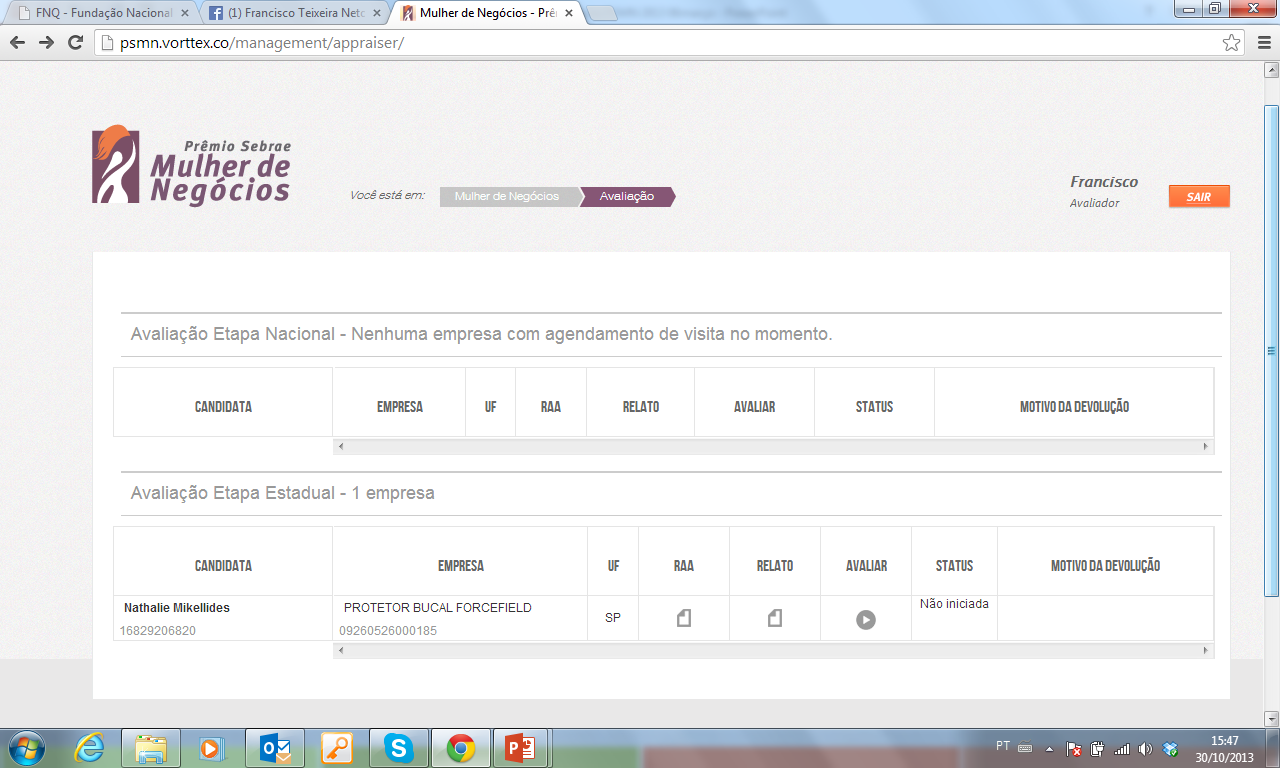 FNQ - Fundação Nacional
(1) Francisco Teixeira Neto
Mulher de Negócios - Prê
psmn.vorttex.co/management/appraiser/
Prêmio Sebrae
Mulher de
Negócios
Você está em:
Mulher de Negócios
Avaliação
Francisco
Avaliador
SAIR
Avaliação Etapa Nacional - Nenhuma empresa com agendamento de visita no momento.
CANDIDATA EMPRESA UF RAA RELATO AVALIAR STATUS MOTIVO DA DEVOLUÇÃO
Avaliação Etapa Estadual - 1 empresa
CANDIDATA EMPRESA UF RAA RELATO AVALIAR STATUS MOTIVO DA DEVOLUÇÃO
Nathalie Mikellides PROTETOR BUCAL FORCEFIELD SP Não iniciada
16829206820 09260526000185
PT 15:47
30/10/2013